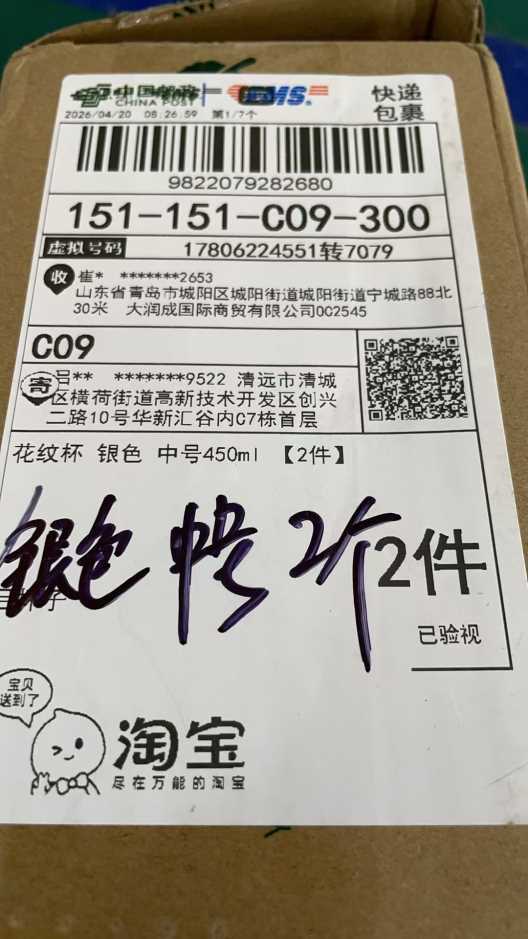 中国邮政
CHINA POST
EMS
快递包裹
2026/04/20 08:26:59 第1/7个
9822079282680
151-151-C09-300
虚拟号码 17806224551转7079
收 崔* *******2653
山东省青岛市城阳区城阳街道城阳街道宁城路88北
30米 大润成国际商贸有限公司0C2545
C09
寄 **  *******9522 清远市清城
区横荷街道高新技术开发区创兴
二路10号华新汇谷内C7栋首层
花纹杯 银色 中号450ml 【2件】
银色 中号 2个
2件
已验视
宝贝
送到了
淘宝
尽在万能的淘宝